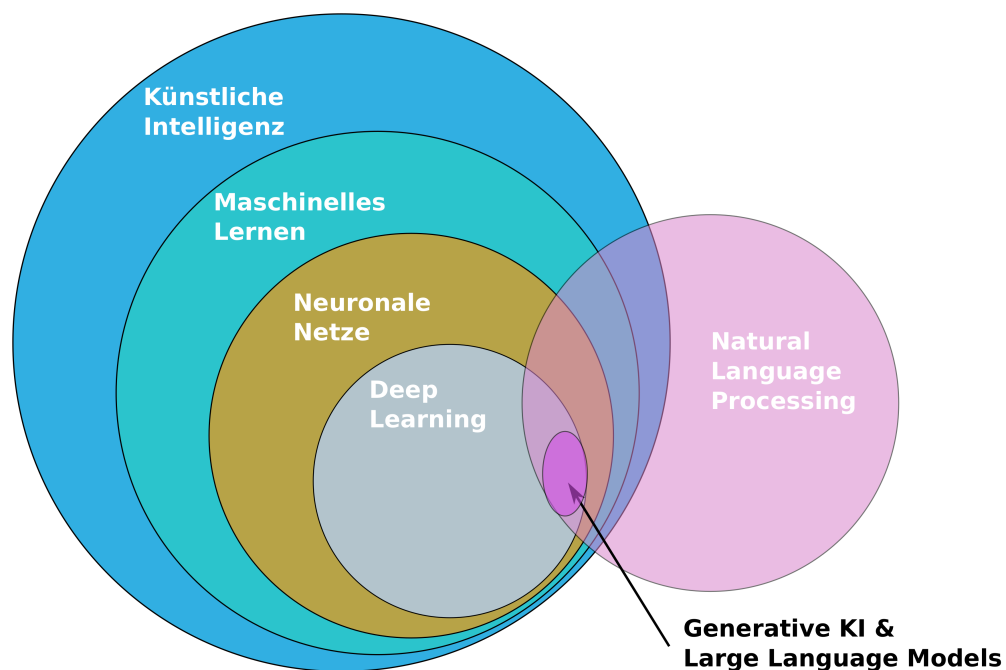 Künstliche
Intelligenz
Maschinelles
Lernen
Neuronale
Netze
Deep
Learning
Natural
Language
Processing
Generative KI &
Large Language Models